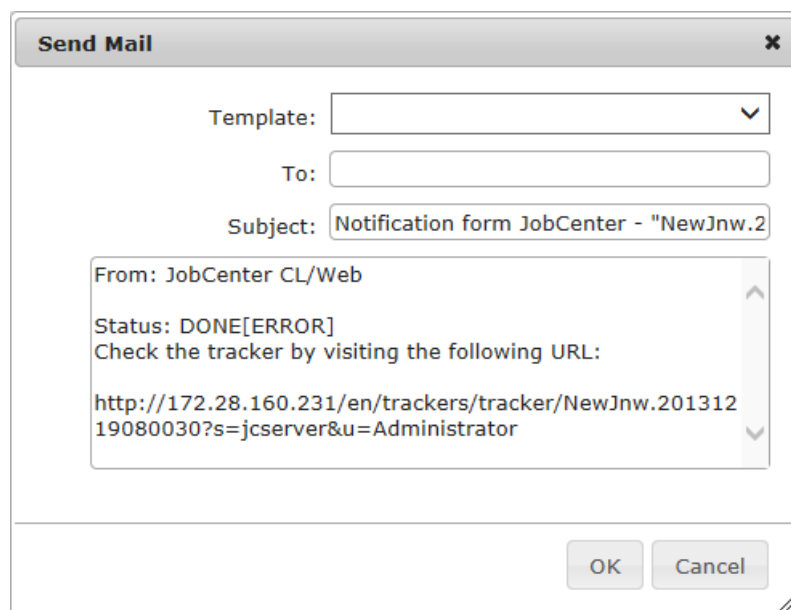 Send Mail
Template:
To:
Subject: Notification form JobCenter - "NewJnw.2
From: JobCenter CL/Web
Status: DONE[ERROR]
Check the tracker by visiting the following URL:
http://172.28.160.231/en/trackers/tracker/NewJnw.201312
19080030?s=jcserver&u=Administrator
OK Cancel